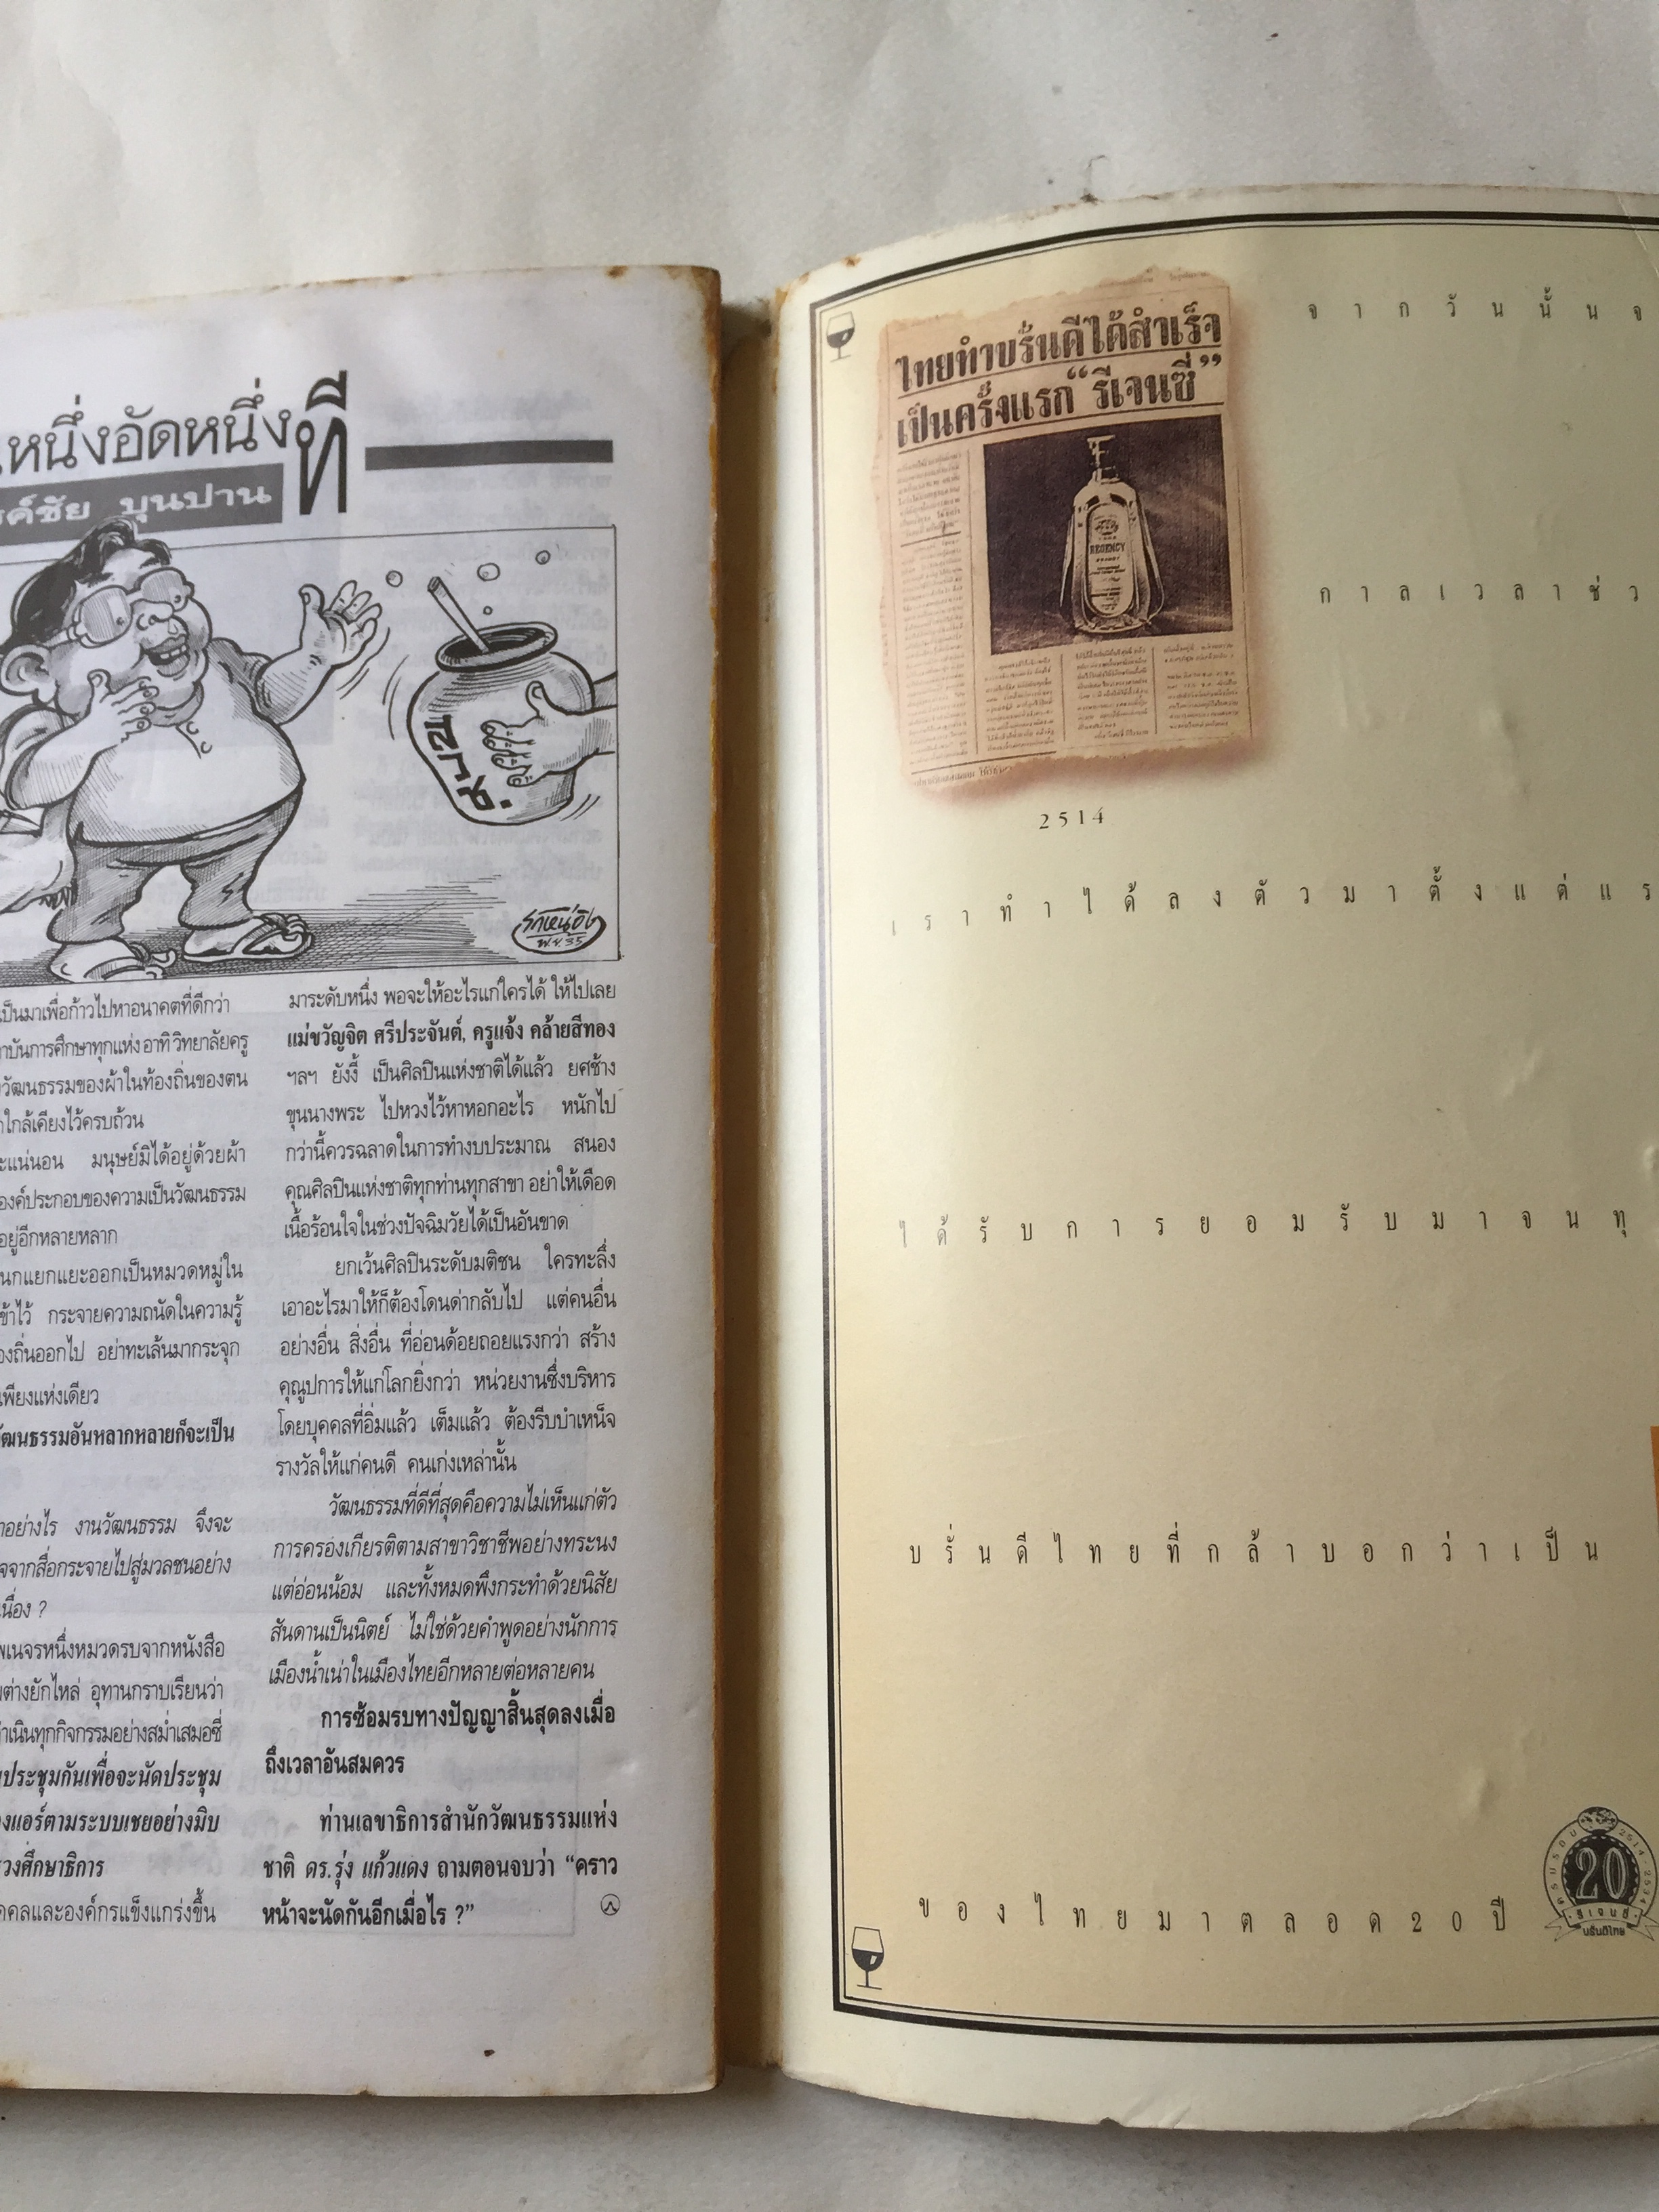 หนึ่งอัดหนึ่งที
ค์ชัย บุนปาน
เป็นมาเพื่อก้าวไปหาอนาคตที่ดีกว่า
บันการศึกษาทุกแห่ง อาทิ วิทยาลัยครู
วัฒนธรรมของผ้าในท้องถิ่นของตน
ใกล้เคียงไว้ครบถ้วน
แน่นอน มนุษย์มิได้อยู่ด้วยผ้า
องค์ประกอบของความเป็นวัฒนธรรม
อยู่อีกหลายหลาก
แยกแยะออกเป็นหมวดหมู่ใน
ข้าไว้ กระจายความถนัดในความรู้
ถิ่นออกไป อย่าทะเล้นมากระจุก
เพียงแห่งเดียว
ัฒนธรรมอันหลากหลายก็จะเป็น
อย่างไร งานวัฒนธรรม จึงจะ
จากสื่อกระจายไปสู่มวลชนอย่าง
เนื่อง ?
พเนจรหนึ่งหมวดรบจากหนังสือ
ต่างยักไหล่ อุทานกราบเรียนว่า
ำเนินทุกกิจกรรมอย่างสม่ำเสมอซี่
ประชุมกันเพื่อจะนัดประชุม
แอร์ตามระบบเชยอย่างมิบ
วงศึกษาธิการ
คคลและองค์กรแข็งแกร่งขึ้น
มาระดับหนึ่ง พอจะให้อะไรแก่ใครได้ ให้ไปเลย
แม่ขวัญจิต ศรีประจันต์, ครูแจ้ง คล้ายสีทอง
ฯลฯ ยังงี้ เป็นศิลปินแห่งชาติได้แล้ว ยศช้าง
ขุนนางพระ ไปหวงไว้หาหอกอะไร หนักไป
กว่านี้ควรฉลาดในการทำงบประมาณ สนอง
คุณศิลปินแห่งชาติทุกท่านทุกสาขา อย่าให้เดือด
เนื้อร้อนใจในช่วงปัจฉิมวัยได้เป็นอันขาด
ยกเว้นศิลปินระดับมติชน ใครทะลึ่ง
เอาอะไรมาให้ก็ต้องโดนด่ากลับไป แต่คนอื่น
อย่างอื่น สิ่งอื่น ที่อ่อนด้อยถอยแรงกว่า สร้าง
คุณูปการให้แก่โลกยิ่งกว่า หน่วยงานซึ่งบริหาร
โดยบุคคลที่อิ่มแล้ว เต็มแล้ว ต้องรีบบำเหน็จ
รางวัลให้แก่คนดี คนเก่งเหล่านั้น
วัฒนธรรมที่ดีที่สุดคือความไม่เห็นแก่ตัว
การครองเกียรติตามสาขาวิชาชีพอย่างทระนง
แต่อ่อนน้อม และทั้งหมดพึงกระทำด้วยนิสัย
สันดานเป็นนิตย์ ไม่ใช่ด้วยคำพูดอย่างนักการ
เมืองน้ำเน่าในเมืองไทยอีกหลายต่อหลายคน
การซ้อมรบทางปัญญาสิ้นสุดลงเมื่อ
ถึงเวลาอันสมควร
ท่านเลขาธิการสำนักวัฒนธรรมแห่ง
ชาติ ดร.รุ่ง แก้วแดง ถามตอนจบว่า “คราว
หน้าจะนัดกันอีกเมื่อไร ?”
ไทยทำบรั่นดีได้สำเร็จ
เป็นครั้งแรก“รีเจนซี่”
REGENCY
2514
จากวันนั้นจ
กาลเวลาช่ว
เราทำได้ลงตัวมาตั้งแต่แร
ได้รับการยอมรับมาจนทุ
บรั่นดีไทยที่กล้าบอกว่าเป็น
ของไทยมาตลอด20ปี
20
รีเจนซี่
บรั่นดีไทย